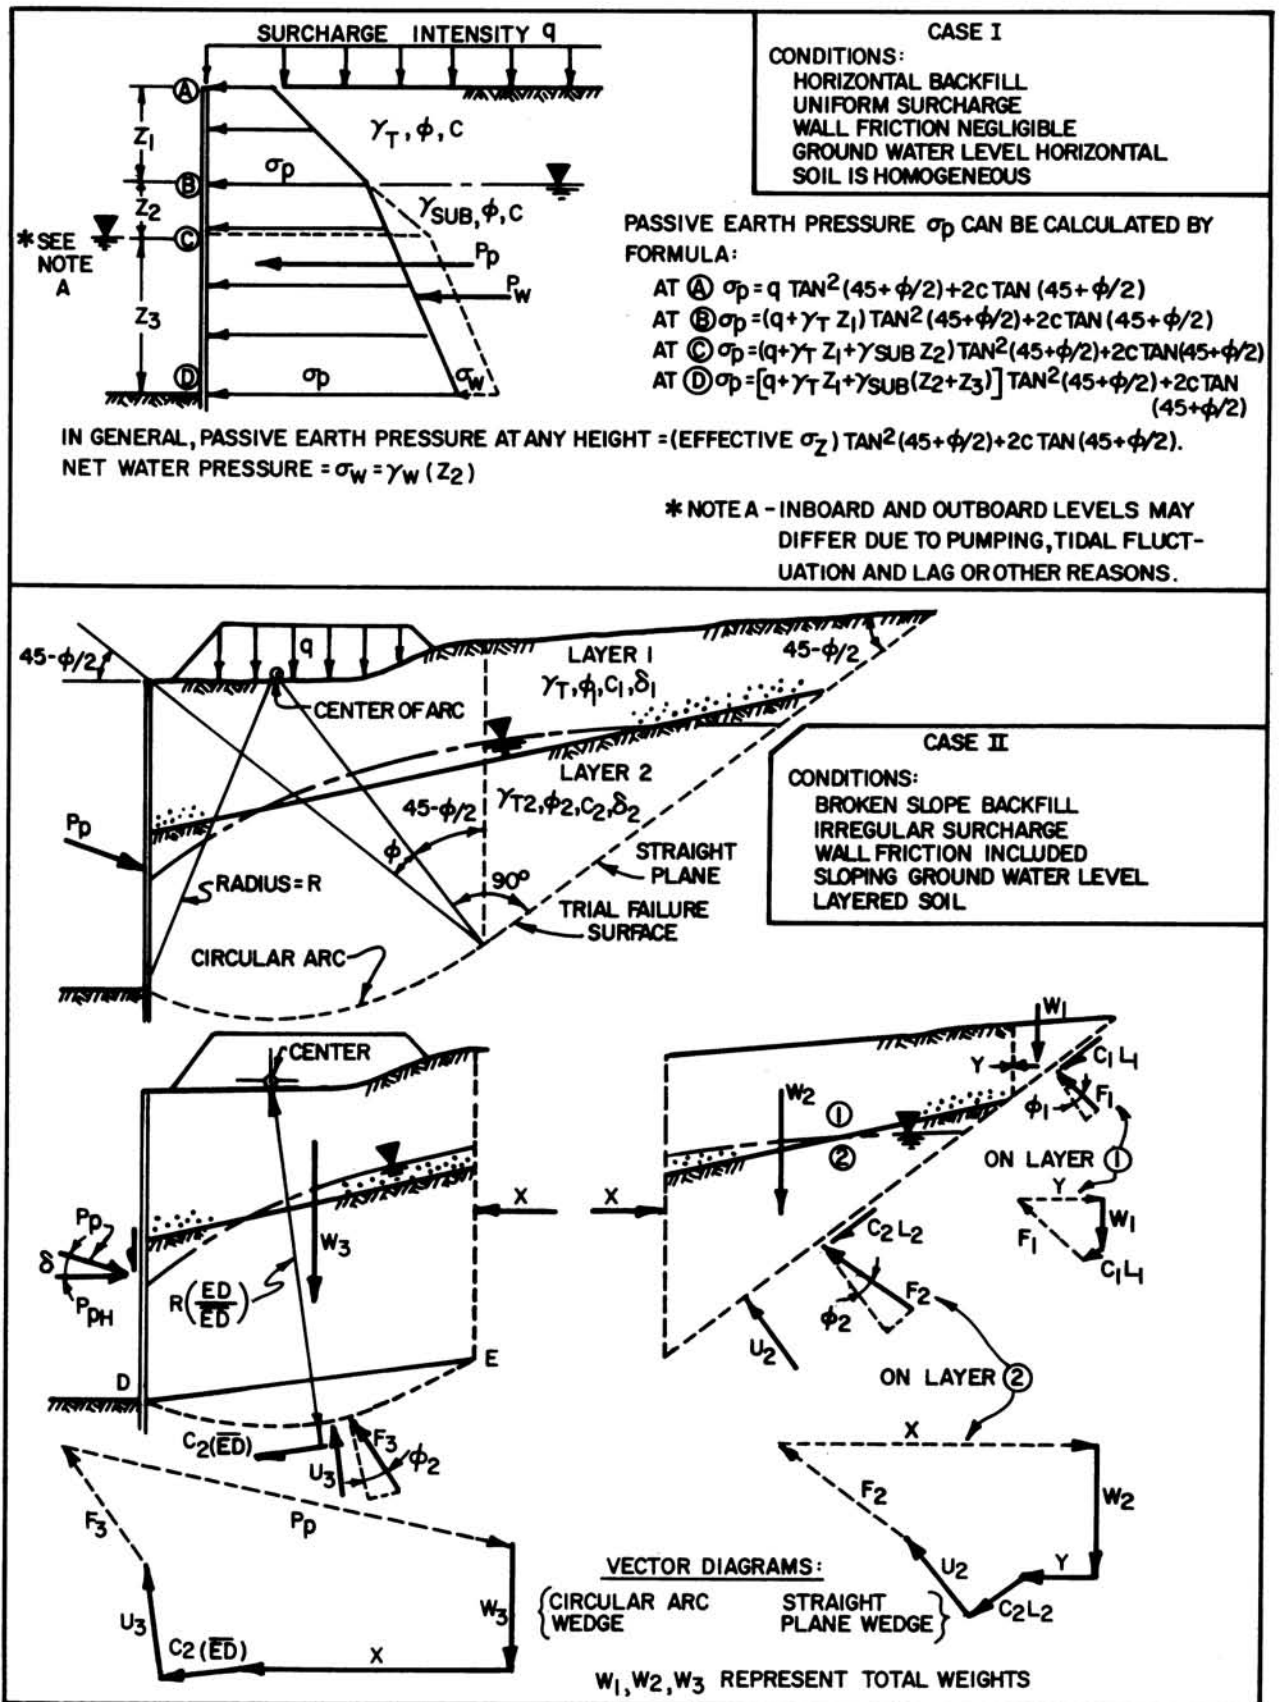 SURCHARGE INTENSITY q
A
Z1
γT, ϕ, C
σp
B
Z2
γSUB, ϕ, C
* SEE NOTE A
C
Pp
Pw
Z3
D
σp
σw
CASE I
CONDITIONS:
HORIZONTAL BACKFILL
UNIFORM SURCHARGE
WALL FRICTION NEGLIGIBLE
GROUND WATER LEVEL HORIZONTAL
SOIL IS HOMOGENEOUS
PASSIVE EARTH PRESSURE σp CAN BE CALCULATED BY
FORMULA:
AT Ⓐ σp = q TAN²(45+ϕ/2)+2C TAN (45+ϕ/2)
AT Ⓑ σp=(q+γT Z1) TAN²(45+ϕ/2)+2C TAN (45+ϕ/2)
AT Ⓒ σp=(q+γT Z1+γSUB Z2) TAN²(45+ϕ/2)+2C TAN(45+ϕ/2)
AT Ⓓ σp=[q+γT Z1+γSUB(Z2+Z3)] TAN²(45+ϕ/2)+2C TAN
(45+ϕ/2)
IN GENERAL, PASSIVE EARTH PRESSURE AT ANY HEIGHT = (EFFECTIVE σZ) TAN²(45+ϕ/2)+2C TAN(45+ϕ/2).
NET WATER PRESSURE = σw = γw (Z2)
* NOTE A - INBOARD AND OUTBOARD LEVELS MAY
DIFFER DUE TO PUMPING, TIDAL FLUCT-
UATION AND LAG OR OTHER REASONS.
45-ϕ/2
q
CENTER OF ARC
LAYER 1
γT, ϕ1, C1, δ1
45-ϕ/2
LAYER 2
γT2, ϕ2, C2, δ2
45-ϕ/2
Pp
ϕ
RADIUS = R
90°
STRAIGHT
PLANE
TRIAL FAILURE
SURFACE
CIRCULAR ARC
CASE II
CONDITIONS:
BROKEN SLOPE BACKFILL
IRREGULAR SURCHARGE
WALL FRICTION INCLUDED
SLOPING GROUND WATER LEVEL
LAYERED SOIL
CENTER
W3
X
Pp
δ
PpH
R(ED/E̅D̅)
D
E
C2(E̅D̅)
U3
F3
ϕ2
W1
Y
C1L1
W2
ϕ1
F1
①
②
ON LAYER ①
X
Y
W1
F1
C1L1
C2L2
F2
ϕ2
U2
ON LAYER ②
F3
Pp
W3
U3
C2(E̅D̅)
X
X
F2
W2
U2
Y
C2L2
VECTOR DIAGRAMS:
{CIRCULAR ARC WEDGE
STRAIGHT PLANE WEDGE}
W1, W2, W3 REPRESENT TOTAL WEIGHTS